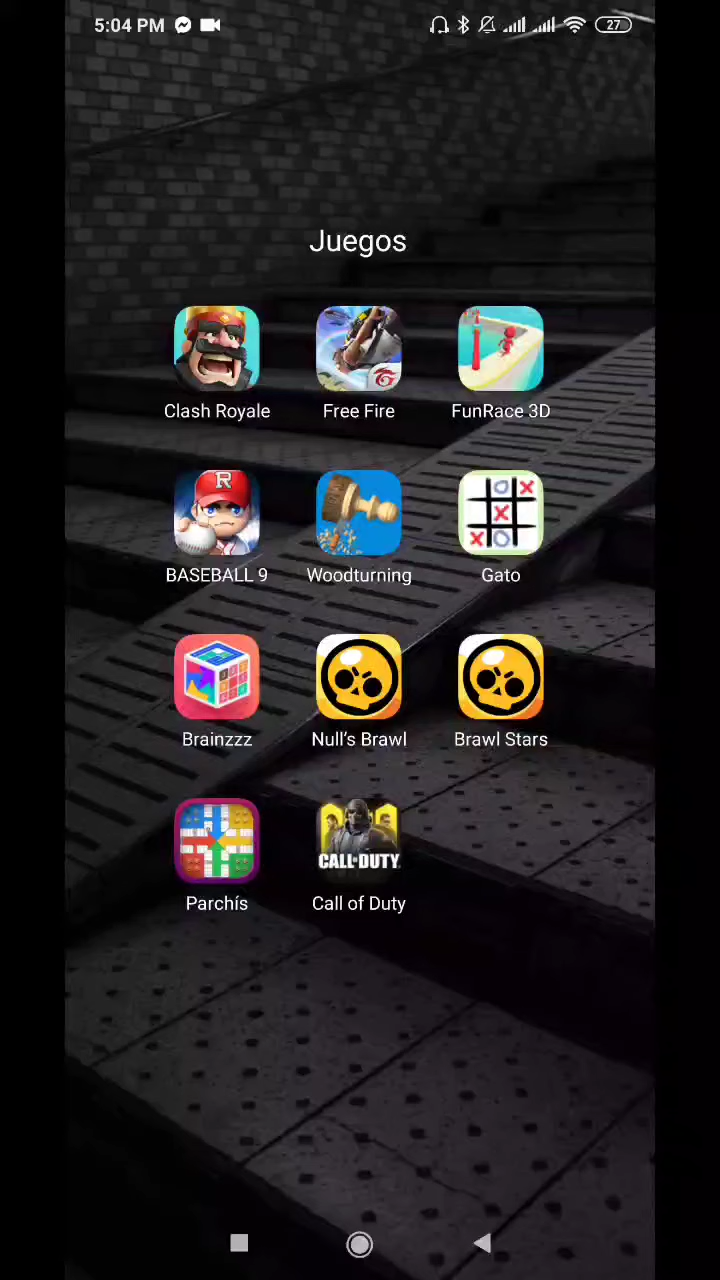 5:04 PM 27
Juegos
Clash Royale Free Fire FunRace 3D
R
BASEBALL 9 Woodturning Gato
Brainzzz Null's Brawl Brawl Stars
CALL OF DUTY
Parchís Call of Duty